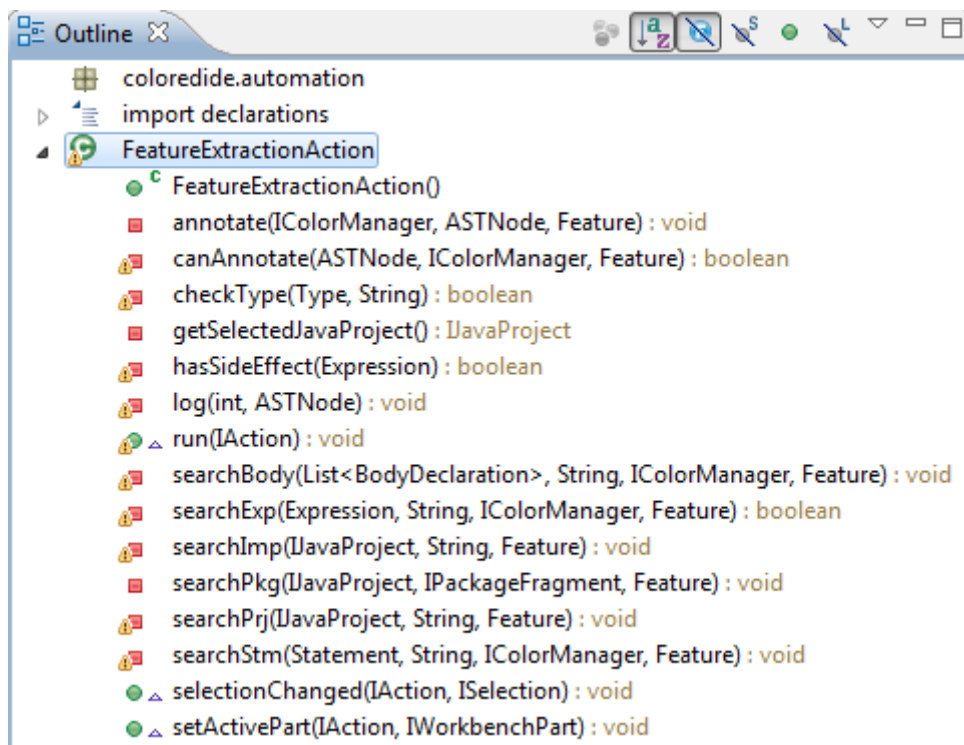 Outline
coloredide.automation
import declarations
FeatureExtractionAction
FeatureExtractionAction()
annotate(IColorManager, ASTNode, Feature) : void
canAnnotate(ASTNode, IColorManager, Feature) : boolean
checkType(Type, String) : boolean
getSelectedJavaProject() : IJavaProject
hasSideEffect(Expression) : boolean
log(int, ASTNode) : void
run(IAction) : void
searchBody(List<BodyDeclaration>, String, IColorManager, Feature) : void
searchExp(Expression, String, IColorManager, Feature) : boolean
searchImp(IJavaProject, String, Feature) : void
searchPkg(IJavaProject, IPackageFragment, Feature) : void
searchPrj(IJavaProject, String, Feature) : void
searchStm(Statement, String, IColorManager, Feature) : void
selectionChanged(IAction, ISelection) : void
setActivePart(IAction, IWorkbenchPart) : void